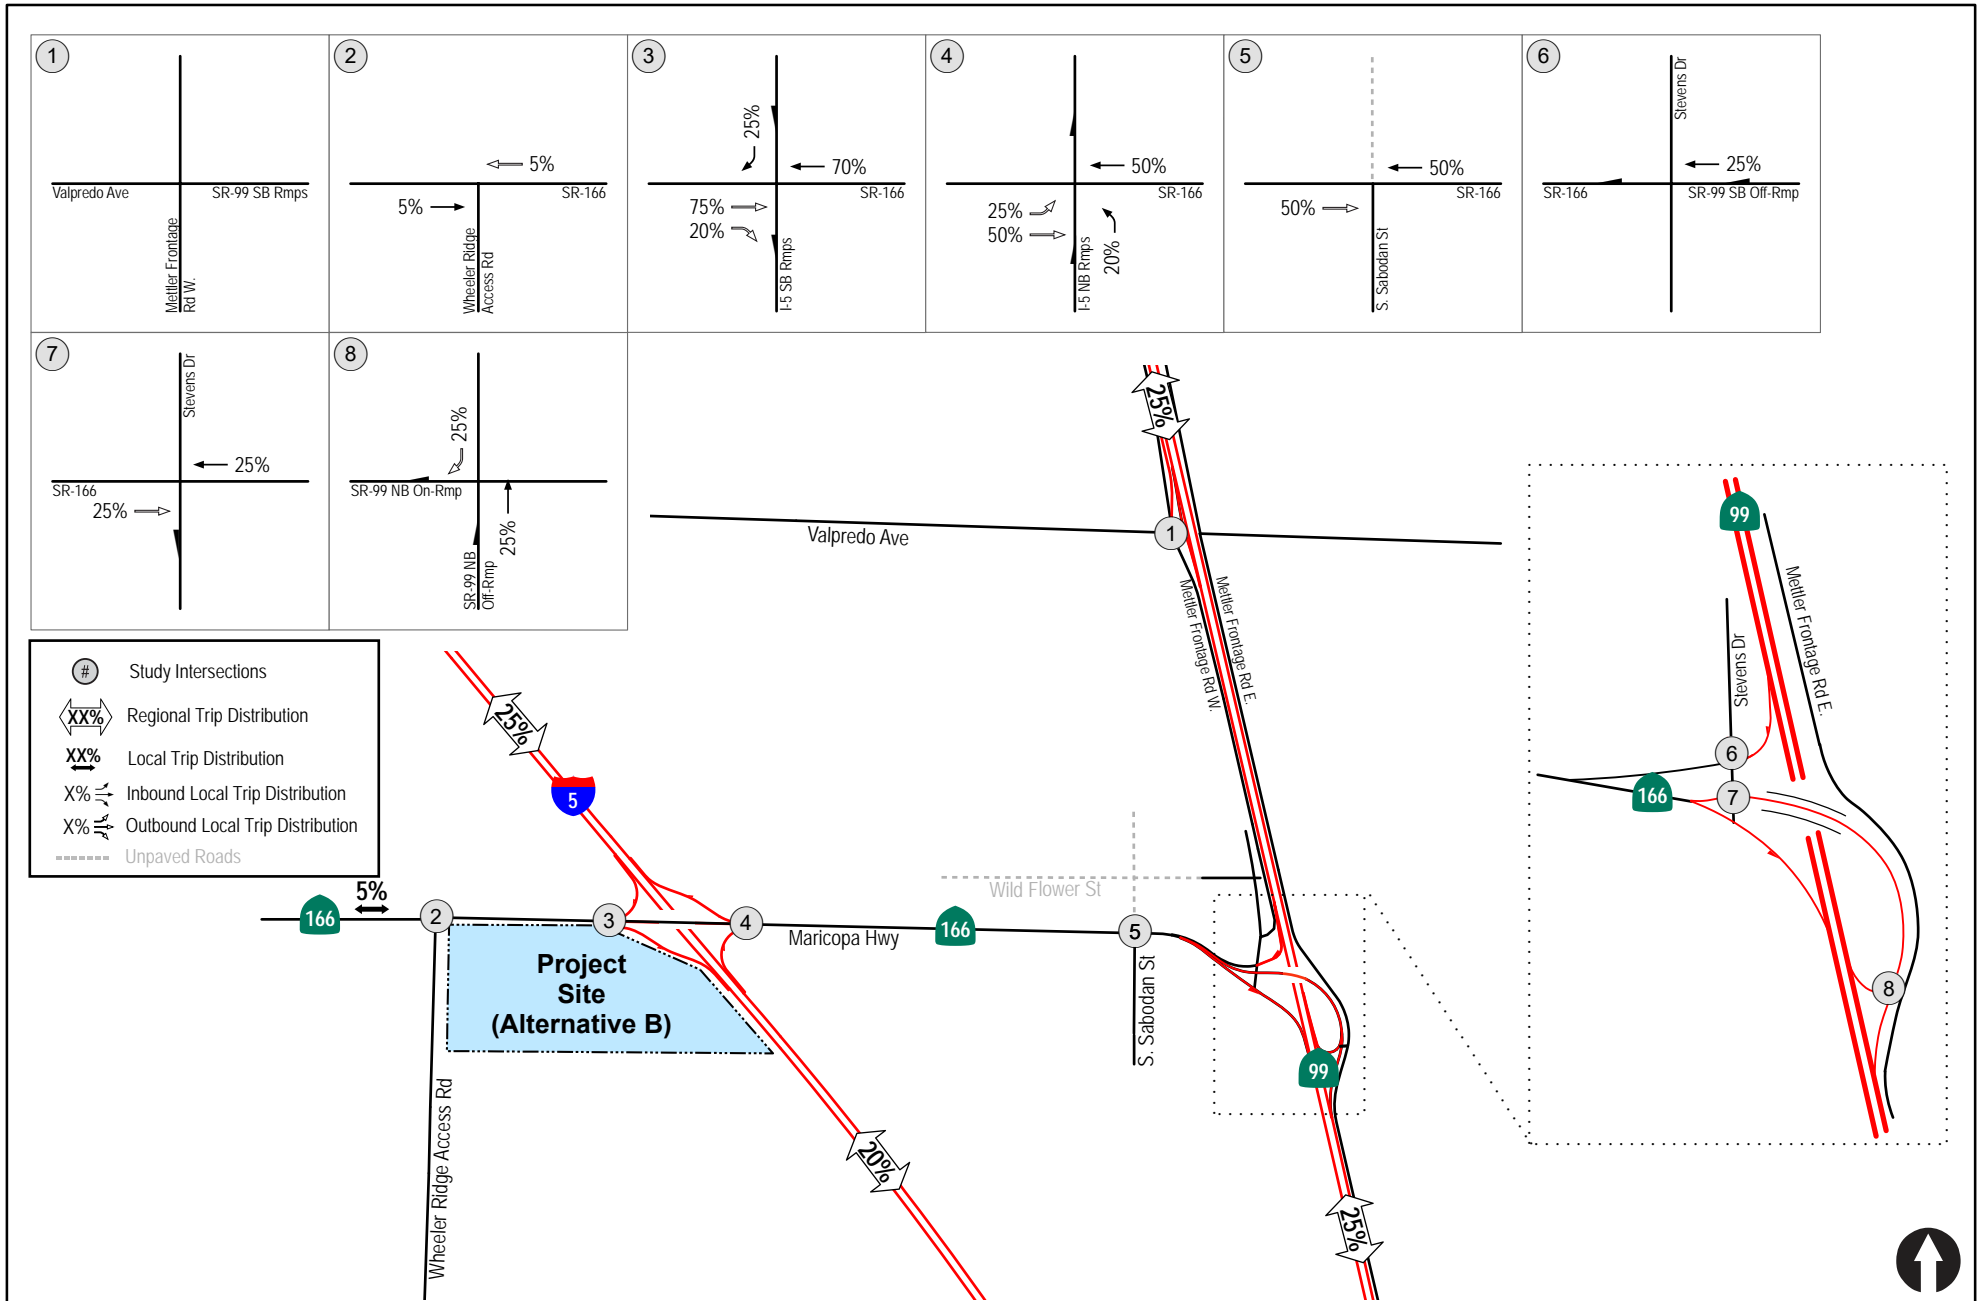 1
Valpredo Ave
SR-99 SB Rmps
Mettler Frontage
Rd W.
2
5%
SR-166
5%
Wheeler Ridge
Access Rd
3
25%
70%
SR-166
75%
20%
I-5 SB Rmps
4
50%
SR-166
25%
50%
20%
I-5 NB Rmps
5
50%
SR-166
50%
S. Sabodan St
6
Stevens Dr
25%
SR-166
SR-99 SB Off-Rmp
7
Stevens Dr
25%
SR-166
25%
8
25%
SR-99 NB On-Rmp
25%
SR-99 NB
Off-Rmp
# Study Intersections
XX% Regional Trip Distribution
XX% Local Trip Distribution
X% Inbound Local Trip Distribution
X% Outbound Local Trip Distribution
Unpaved Roads
25%
Valpredo Ave
1
Mettler Frontage Rd W.
Mettler Frontage Rd E.
25%
5
166
5%
2
3
4
Maricopa Hwy
166
Wild Flower St
5
S. Sabodan St
Project
Site
(Alternative B)
Wheeler Ridge Access Rd
20%
99
25%
99
Mettler Frontage Rd E.
Stevens Dr
6
166
7
8